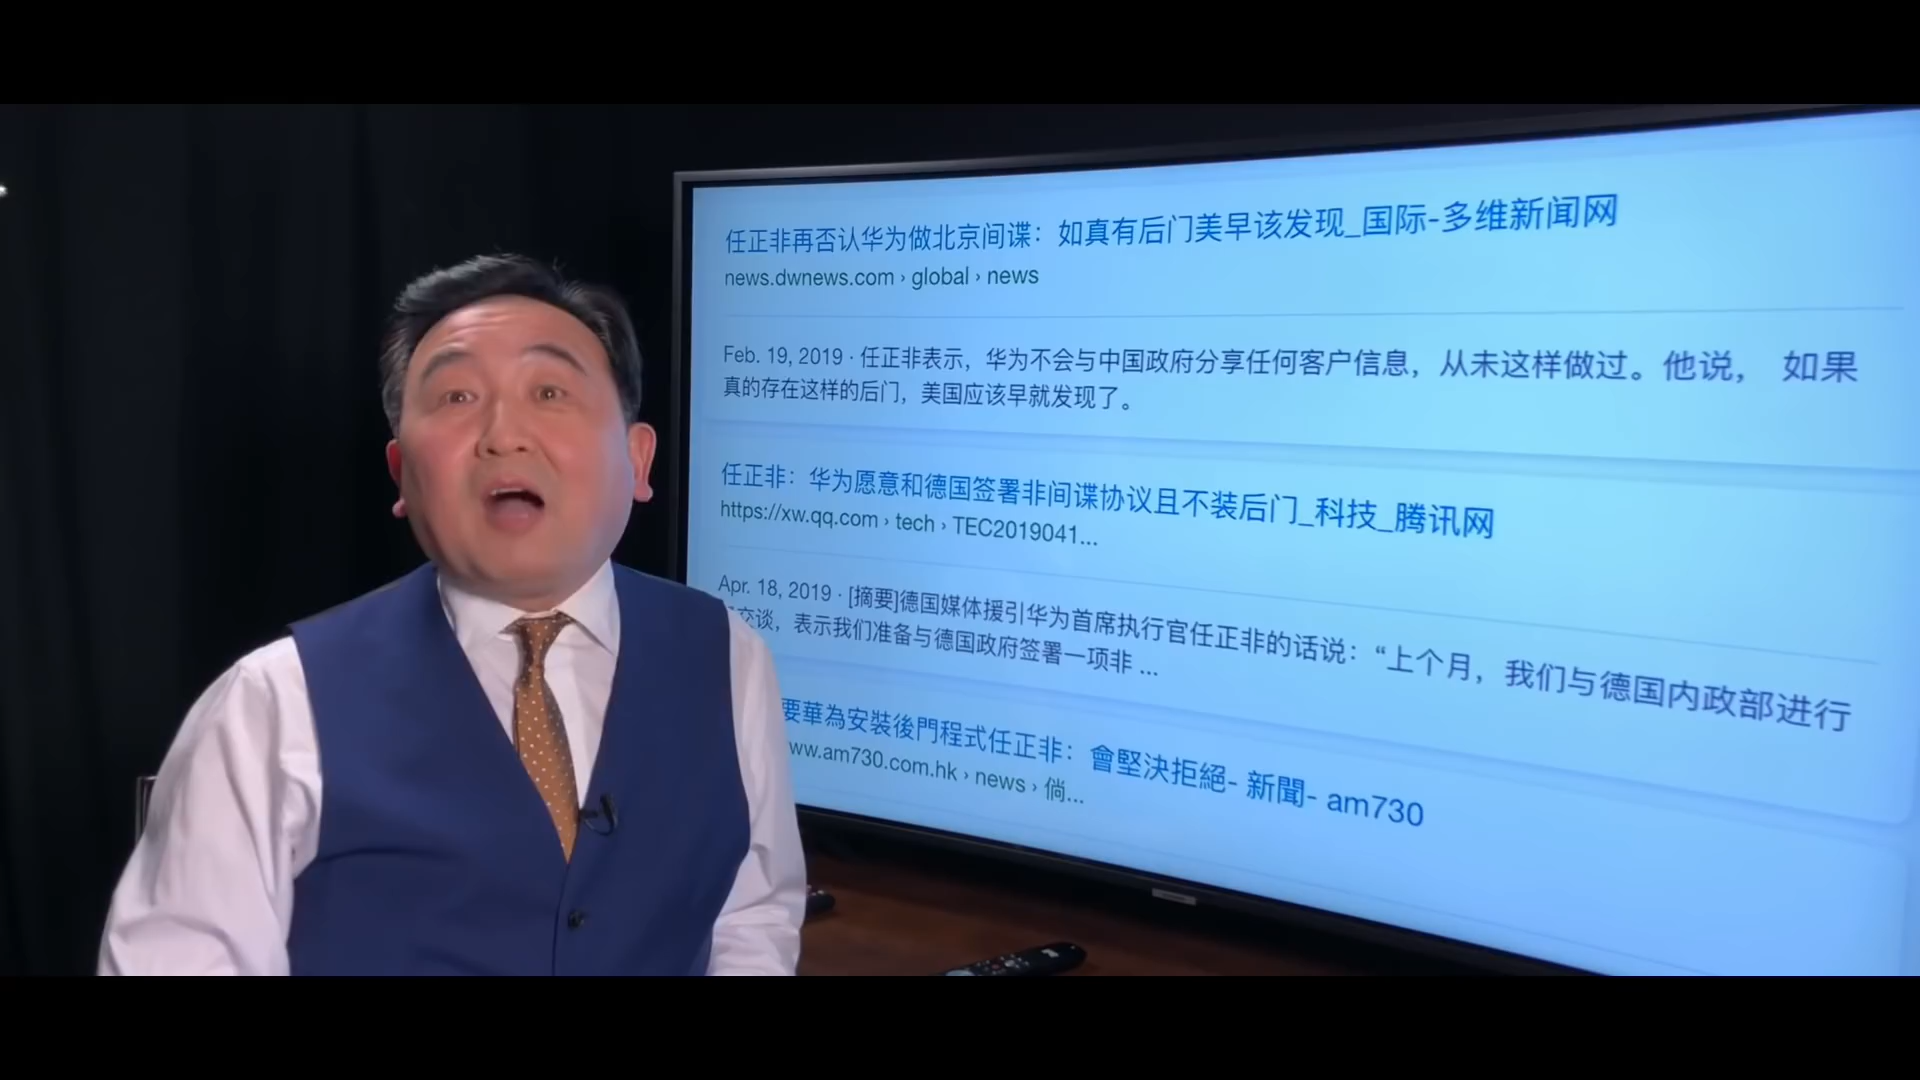 任正非再否认华为做北京间谍：如真有后门美早该发现_国际-多维新闻网
news.dwnews.com › global › news
Feb. 19, 2019 · 任正非表示，华为不会与中国政府分享任何客户信息，从未这样做过。他说， 如果
真的存在这样的后门，美国应该早就发现了。
任正非：华为愿意和德国签署非间谍协议且不装后门_科技_腾讯网
https://xw.qq.com › tech › TEC2019041...
Apr. 18, 2019 · [摘要]德国媒体援引华为首席执行官任正非的话说：“上个月，我们与德国内政部进行
交谈，表示我们准备与德国政府签署一项非 ...
要華為安裝後門程式任正非：會堅決拒絕- 新聞- am730
ww.am730.com.hk › news › 倘...